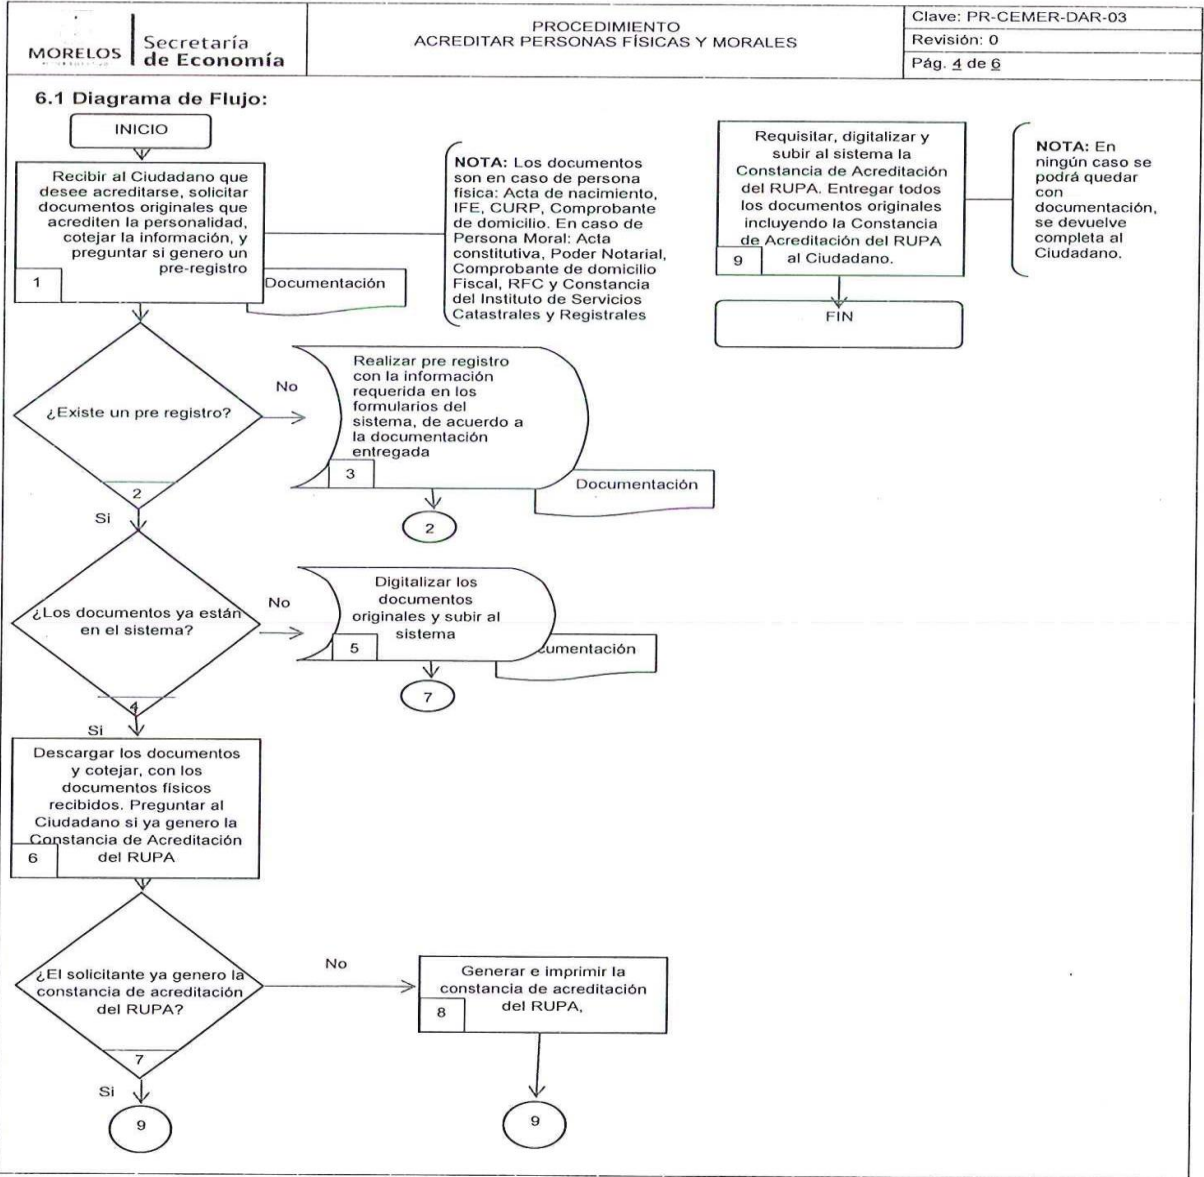 MORELOS
Secretaría
de Economía
PROCEDIMIENTO
ACREDITAR PERSONAS FÍSICAS Y MORALES
Clave: PR-CEMER-DAR-03
Revisión: 0
Pág. 4 de 6
6.1 Diagrama de Flujo:
INICIO
Recibir al Ciudadano que
desee acreditarse, solicitar
documentos originales que
acrediten la personalidad,
cotejar la información, y
preguntar si genero un
pre-registro
1
Documentación
NOTA: Los documentos
son en caso de persona
física: Acta de nacimiento,
IFE, CURP, Comprobante
de domicilio. En caso de
Persona Moral: Acta
constitutiva, Poder Notarial,
Comprobante de domicilio
Fiscal, RFC y Constancia
del Instituto de Servicios
Catastrales y Registrales
¿Existe un pre registro?
2
No
Realizar pre registro
con la información
requerida en los
formularios del
sistema, de acuerdo a
la documentación
entregada
3
Documentación
2
Si
¿Los documentos ya están
en el sistema?
4
No
Digitalizar los
documentos
originales y subir al
sistema
5
cumentación
7
Si
Descargar los documentos
y cotejar, con los
documentos físicos
recibidos. Preguntar al
Ciudadano si ya genero la
Constancia de Acreditación
del RUPA
6
¿El solicitante ya genero la
constancia de acreditación
del RUPA?
7
No
Generar e imprimir la
constancia de acreditación
del RUPA,
8
9
Si
9
Requisitar, digitalizar y
subir al sistema la
Constancia de Acreditación
del RUPA. Entregar todos
los documentos originales
incluyendo la Constancia
de Acreditación del RUPA
al Ciudadano.
9
NOTA: En
ningún caso se
podrá quedar
con
documentación,
se devuelve
completa al
Ciudadano.
FIN